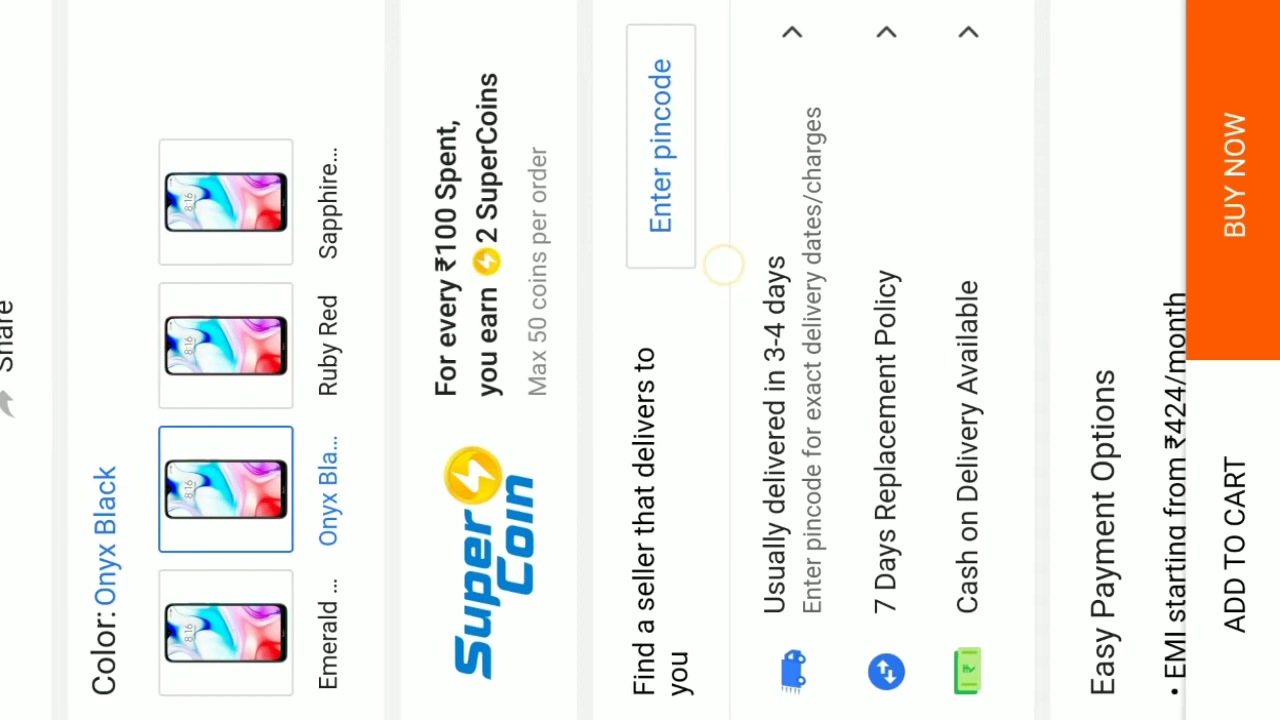 Share
Color: Onyx Black
Emerald ...
Onyx Bla...
Ruby Red
Sapphire...
Super Coin
For every ₹100 Spent,
you earn 2 SuperCoins
Max 50 coins per order
Find a seller that delivers to
you
Enter pincode
Usually delivered in 3-4 days
Enter pincode for exact delivery dates/charges
7 Days Replacement Policy
Cash on Delivery Available
Easy Payment Options
• EMI starting from ₹424/month
ADD TO CART
BUY NOW